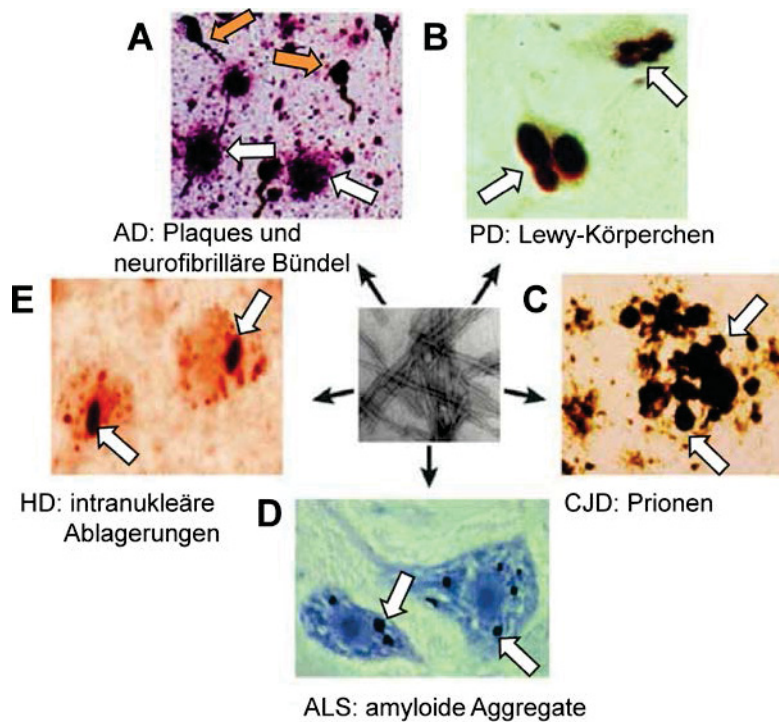 A
B
AD: Plaques und
neurofibrilläre Bündel
PD: Lewy-Körperchen
E
C
HD: intranukleäre
Ablagerungen
CJD: Prionen
D
ALS: amyloide Aggregate